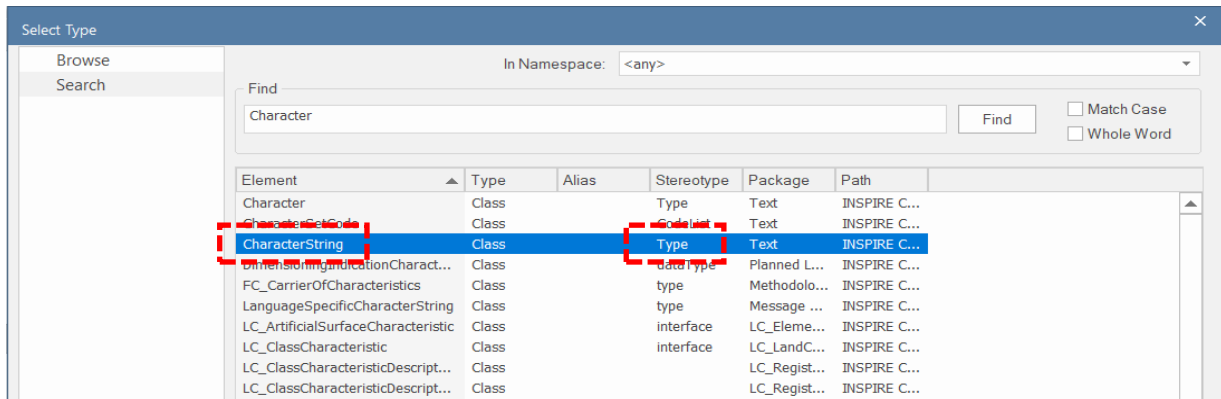 Select Type
Browse
Search
In Namespace: <any>
Find
Character
Find
Match Case
Whole Word
Element Type Alias Stereotype Package Path
Character Class Type Text INSPIRE C...
CharacterSetCode Class CodeList Text INSPIRE C...
CharacterString Class Type Text INSPIRE C...
DimensioningIndicationCharact... Class dataType Planned L... INSPIRE C...
FC_CarrierOfCharacteristics Class type Methodolo... INSPIRE C...
LanguageSpecificCharacterString Class type Message ... INSPIRE C...
LC_ArtificialSurfaceCharacteristic Class interface LC_Eleme... INSPIRE C...
LC_ClassCharacteristic Class interface LC_LandC... INSPIRE C...
LC_ClassCharacteristicDescript... Class LC_Regist... INSPIRE C...
LC_ClassCharacteristicDescript... Class LC_Regist... INSPIRE C...